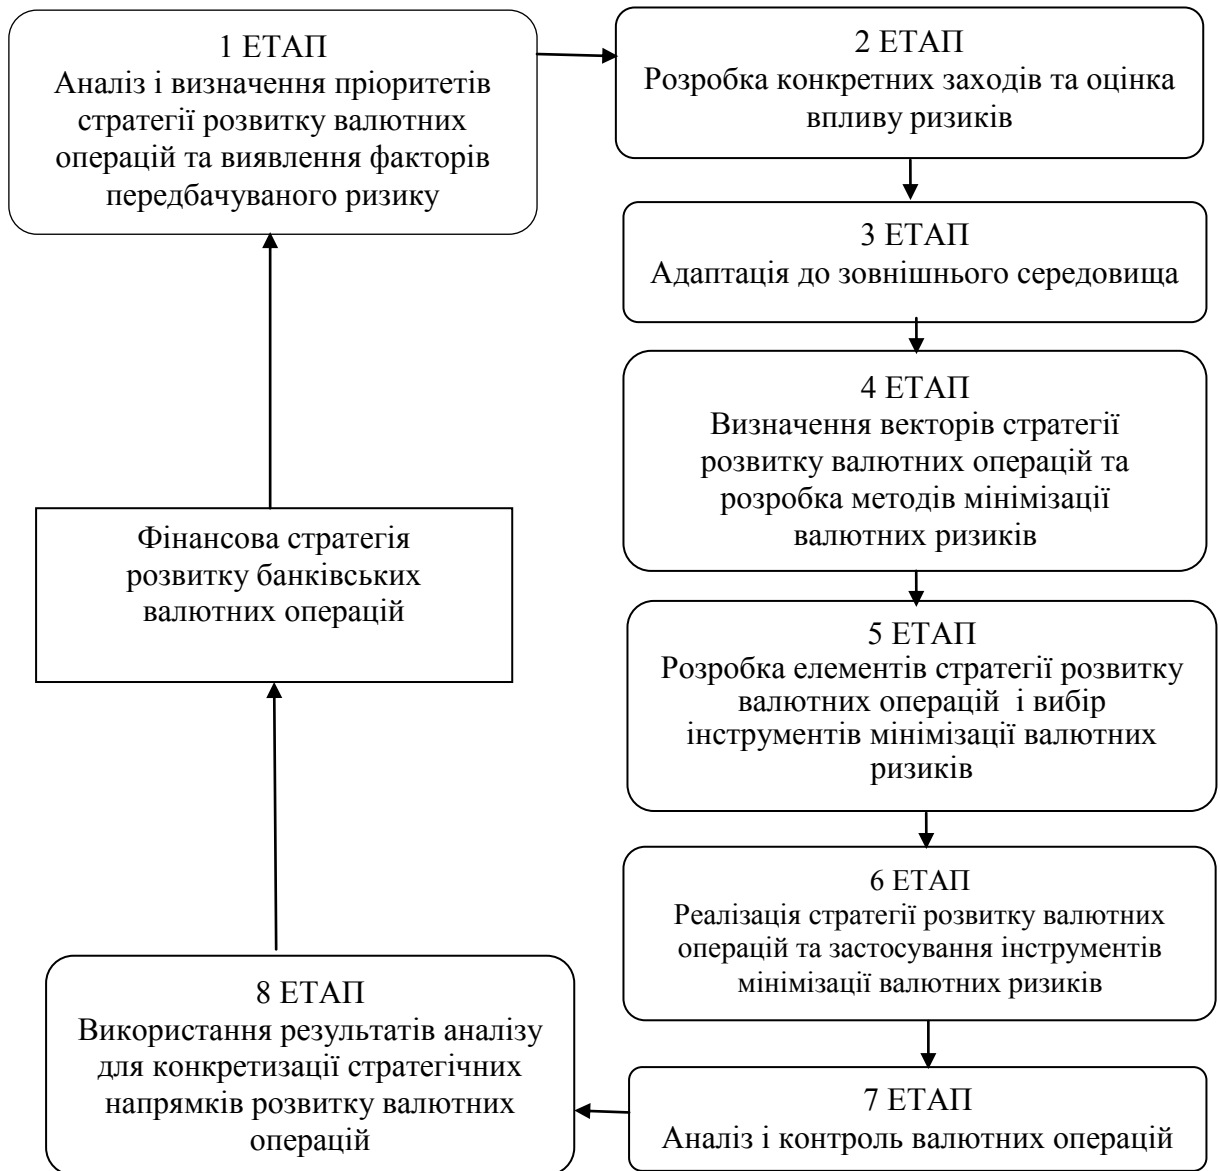 1 ЕТАП
Аналіз і визначення пріоритетів
стратегії розвитку валютних
операцій та виявлення факторів
передбачуваного ризику
2 ЕТАП
Розробка конкретних заходів та оцінка
впливу ризиків
3 ЕТАП
Адаптація до зовнішнього середовища
4 ЕТАП
Визначення векторів стратегії
розвитку валютних операцій та
розробка методів мінімізації
валютних ризиків
5 ЕТАП
Розробка елементів стратегії розвитку
валютних операцій і вибір
інструментів мінімізації валютних
ризиків
6 ЕТАП
Реалізація стратегії розвитку валютних
операцій та застосування інструментів
мінімізації валютних ризиків
7 ЕТАП
Аналіз і контроль валютних операцій
8 ЕТАП
Використання результатів аналізу
для конкретизації стратегічних
напрямків розвитку валютних
операцій
Фінансова стратегія
розвитку банківських
валютних операцій